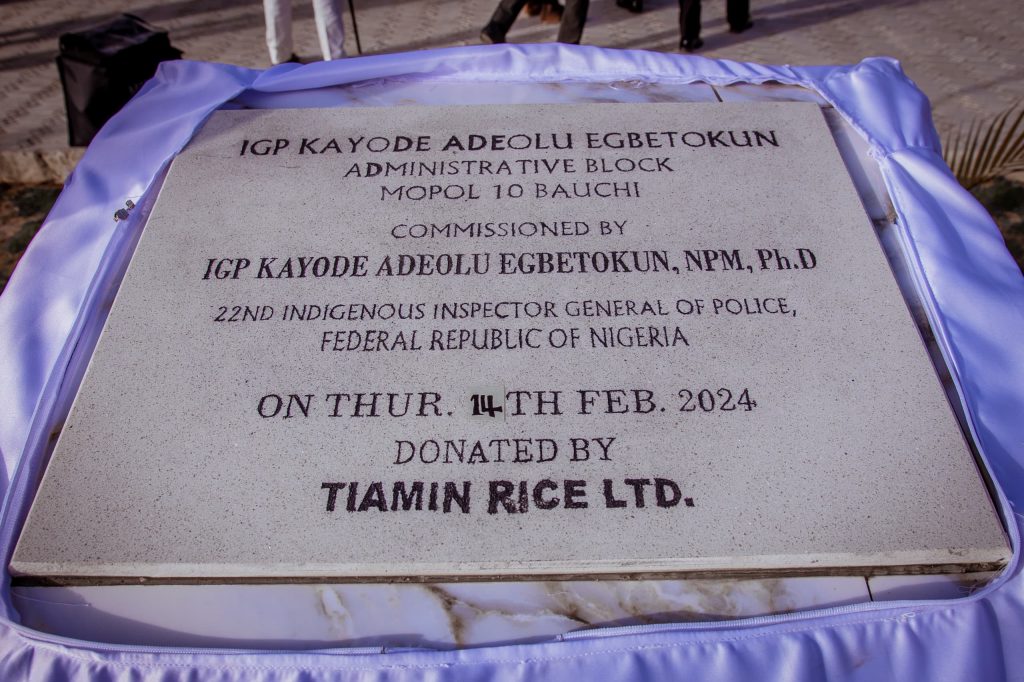 IGP KAYODE ADEOLU EGBETOKUN
ADMINISTRATIVE BLOCK
MOPOL 10 BAUCHI
COMMISSIONED BY
IGP KAYODE ADEOLU EGBETOKUN, NPM, Ph.D
22ND INDIGENOUS INSPECTOR GENERAL OF POLICE,
FEDERAL REPUBLIC OF NIGERIA
ON THUR. 14TH FEB. 2024
DONATED BY
TIAMIN RICE LTD.